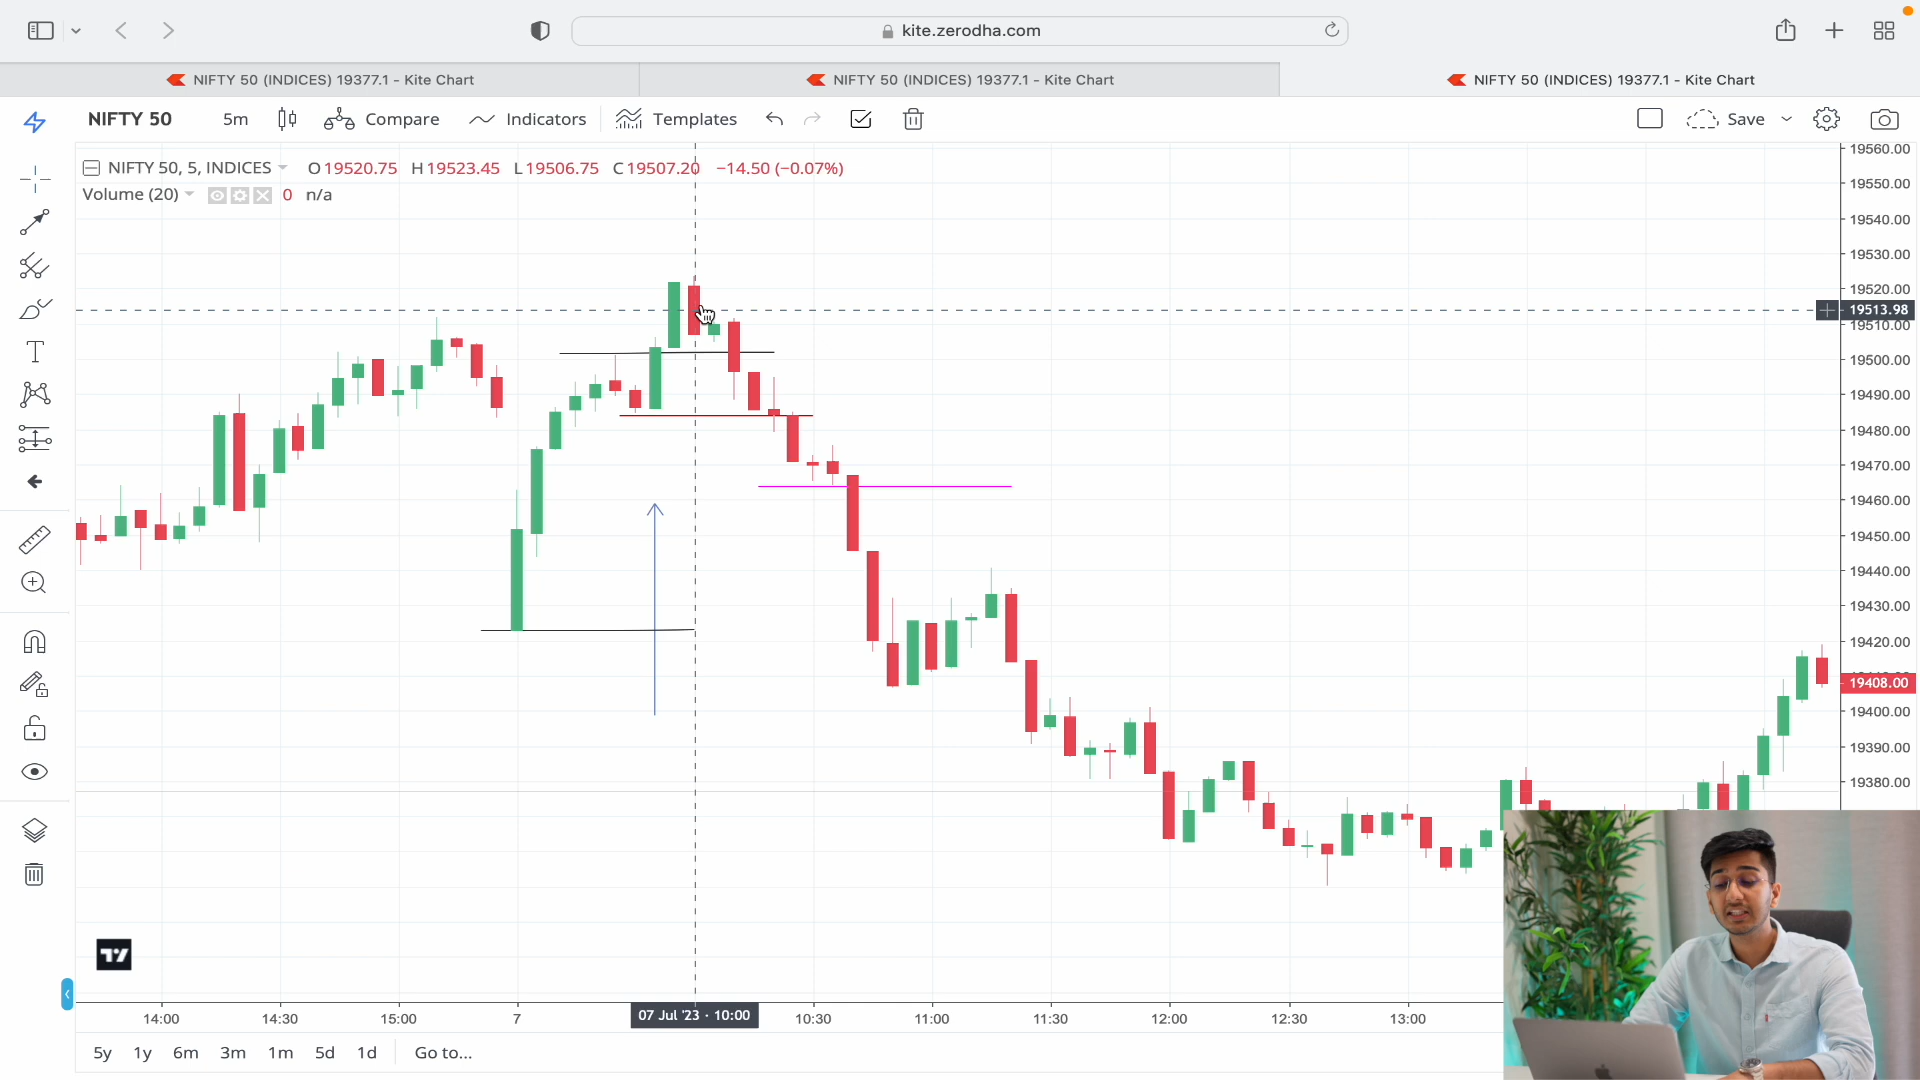 kite.zerodha.com
NIFTY 50 (INDICES) 19377.1 - Kite Chart
NIFTY 50 (INDICES) 19377.1 - Kite Chart
NIFTY 50 (INDICES) 19377.1 - Kite Chart
NIFTY 50 5m Compare Indicators Templates Save
NIFTY 50, 5, INDICES O19520.75 H19523.45 L19506.75 C19507.20 −14.50 (−0.07%)
Volume (20) 0 n/a
19560.00
19550.00
19540.00
19530.00
19520.00
19513.98
19510.00
19500.00
19490.00
19480.00
19470.00
19460.00
19450.00
19440.00
19430.00
19420.00
19408.00
19400.00
19390.00
19380.00
14:00 14:30 15:00 7 07 Jul '23 · 10:00 10:30 11:00 11:30 12:00 12:30 13:00
5y 1y 6m 3m 1m 5d 1d Go to...